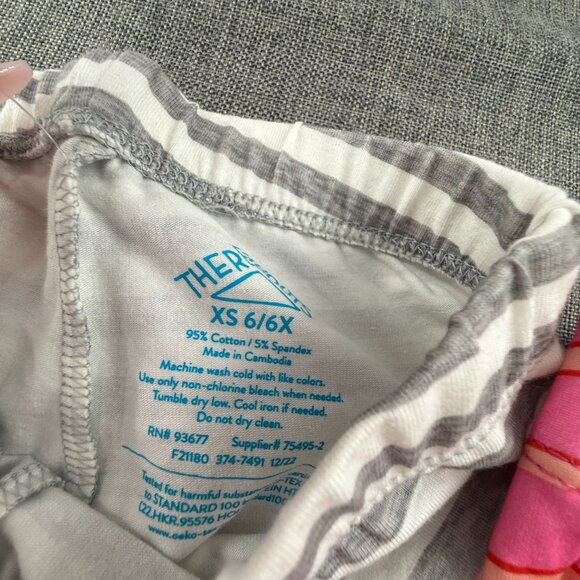 XS 6/6X
95% Cotton / 5% Spandex
Made in Cambodia
Machine wash cold with like colors.
Use only non-chlorine bleach when needed.
Tumble dry low. Cool iron if needed.
Do not dry clean.
RN# 93677 Supplier# 75495-2
F21180 374-7491 12/22
Tested for harmful
to STANDARD 100
www.oeko-